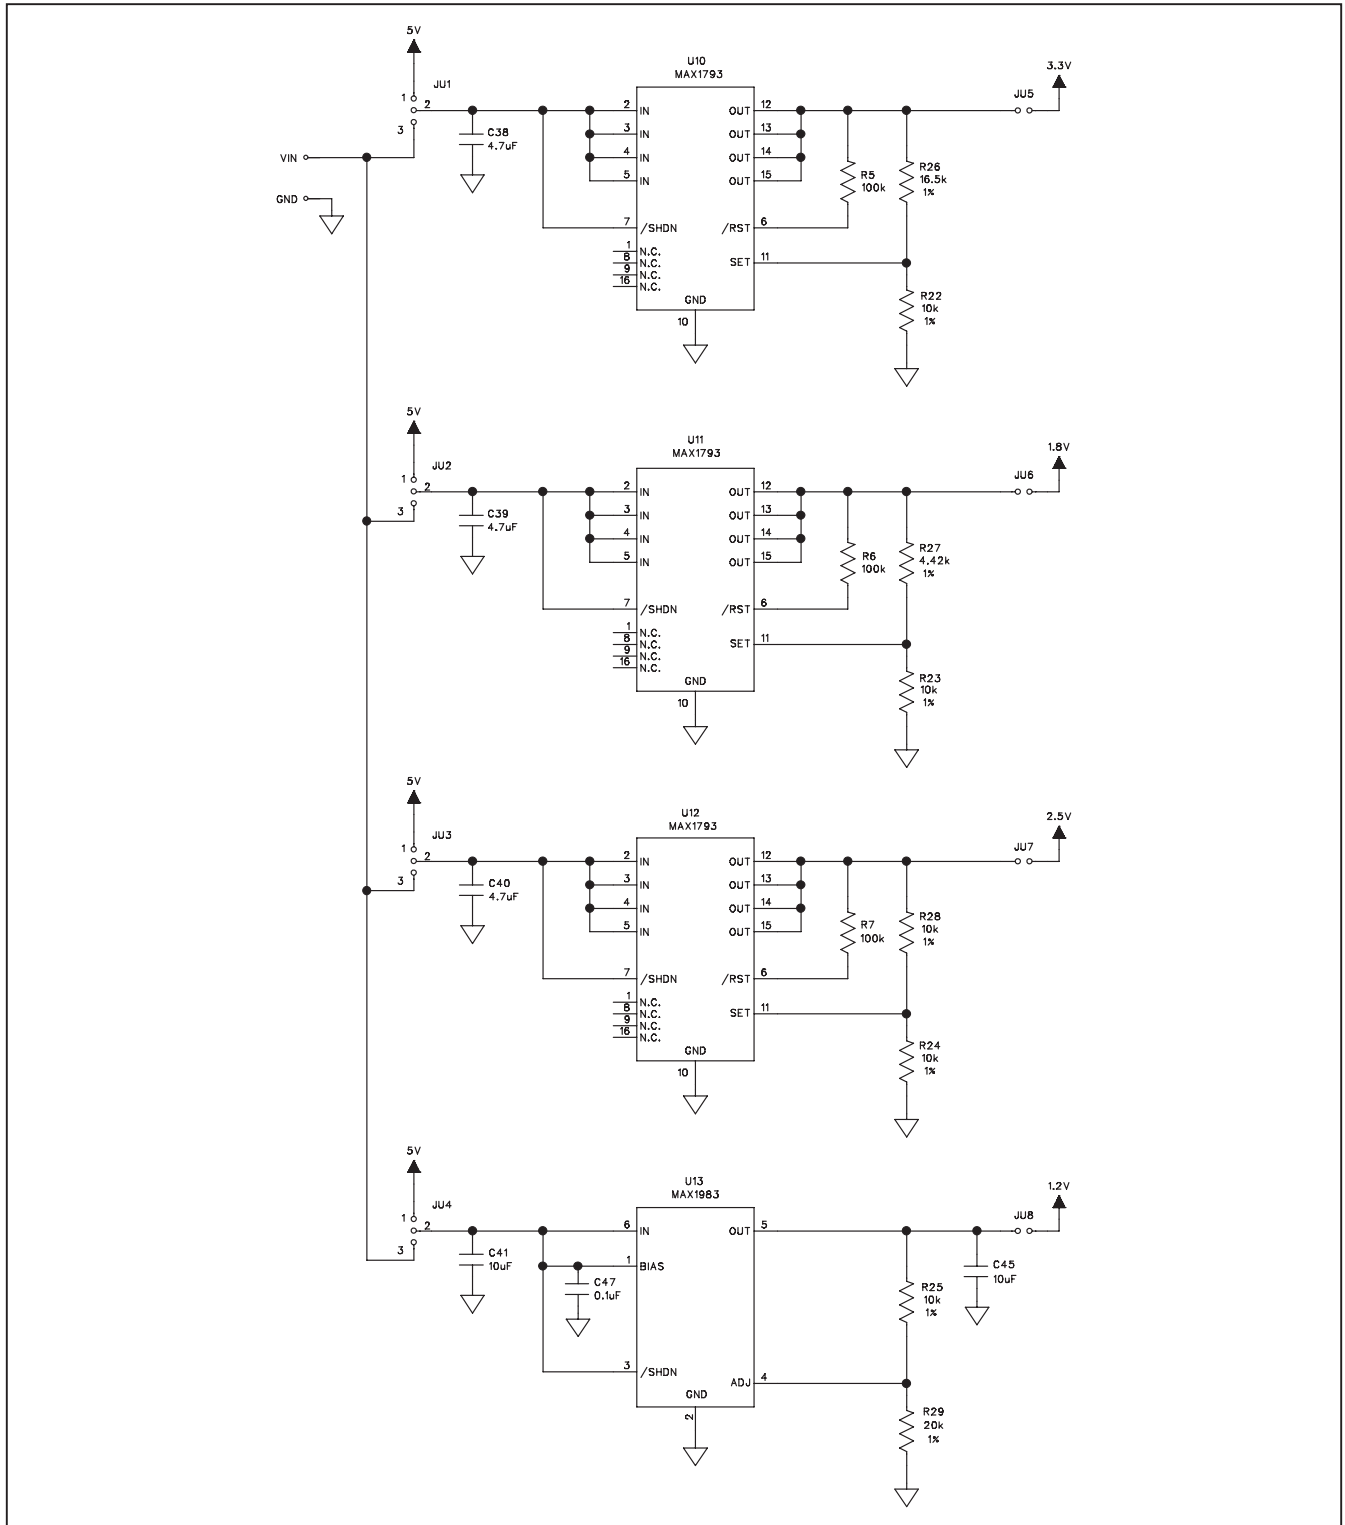 5V
JU1
1
2
3
VIN
GND
C38
4.7uF
U10
MAX1793
2 IN
3 IN
4 IN
5 IN
7 /SHDN
1 N.C.
8 N.C.
9 N.C.
16 N.C.
GND
10
OUT 12
OUT 13
OUT 14
OUT 15
/RST 6
SET 11
R5
100k
R26
16.5k
1%
R22
10k
1%
JU5
3.3V
5V
JU2
1
2
3
C39
4.7uF
U11
MAX1793
2 IN
3 IN
4 IN
5 IN
7 /SHDN
1 N.C.
8 N.C.
9 N.C.
16 N.C.
GND
10
OUT 12
OUT 13
OUT 14
OUT 15
/RST 6
SET 11
R6
100k
R27
4.42k
1%
R23
10k
1%
JU6
1.8V
5V
JU3
1
2
3
C40
4.7uF
U12
MAX1793
2 IN
3 IN
4 IN
5 IN
7 /SHDN
1 N.C.
8 N.C.
9 N.C.
16 N.C.
GND
10
OUT 12
OUT 13
OUT 14
OUT 15
/RST 6
SET 11
R7
100k
R28
10k
1%
R24
10k
1%
JU7
2.5V
5V
JU4
1
2
3
C41
10uF
C47
0.1uF
U13
MAX1983
6 IN
1 BIAS
3 /SHDN
GND
2
OUT 5
ADJ 4
R25
10k
1%
R29
20k
1%
C45
10uF
JU8
1.2V